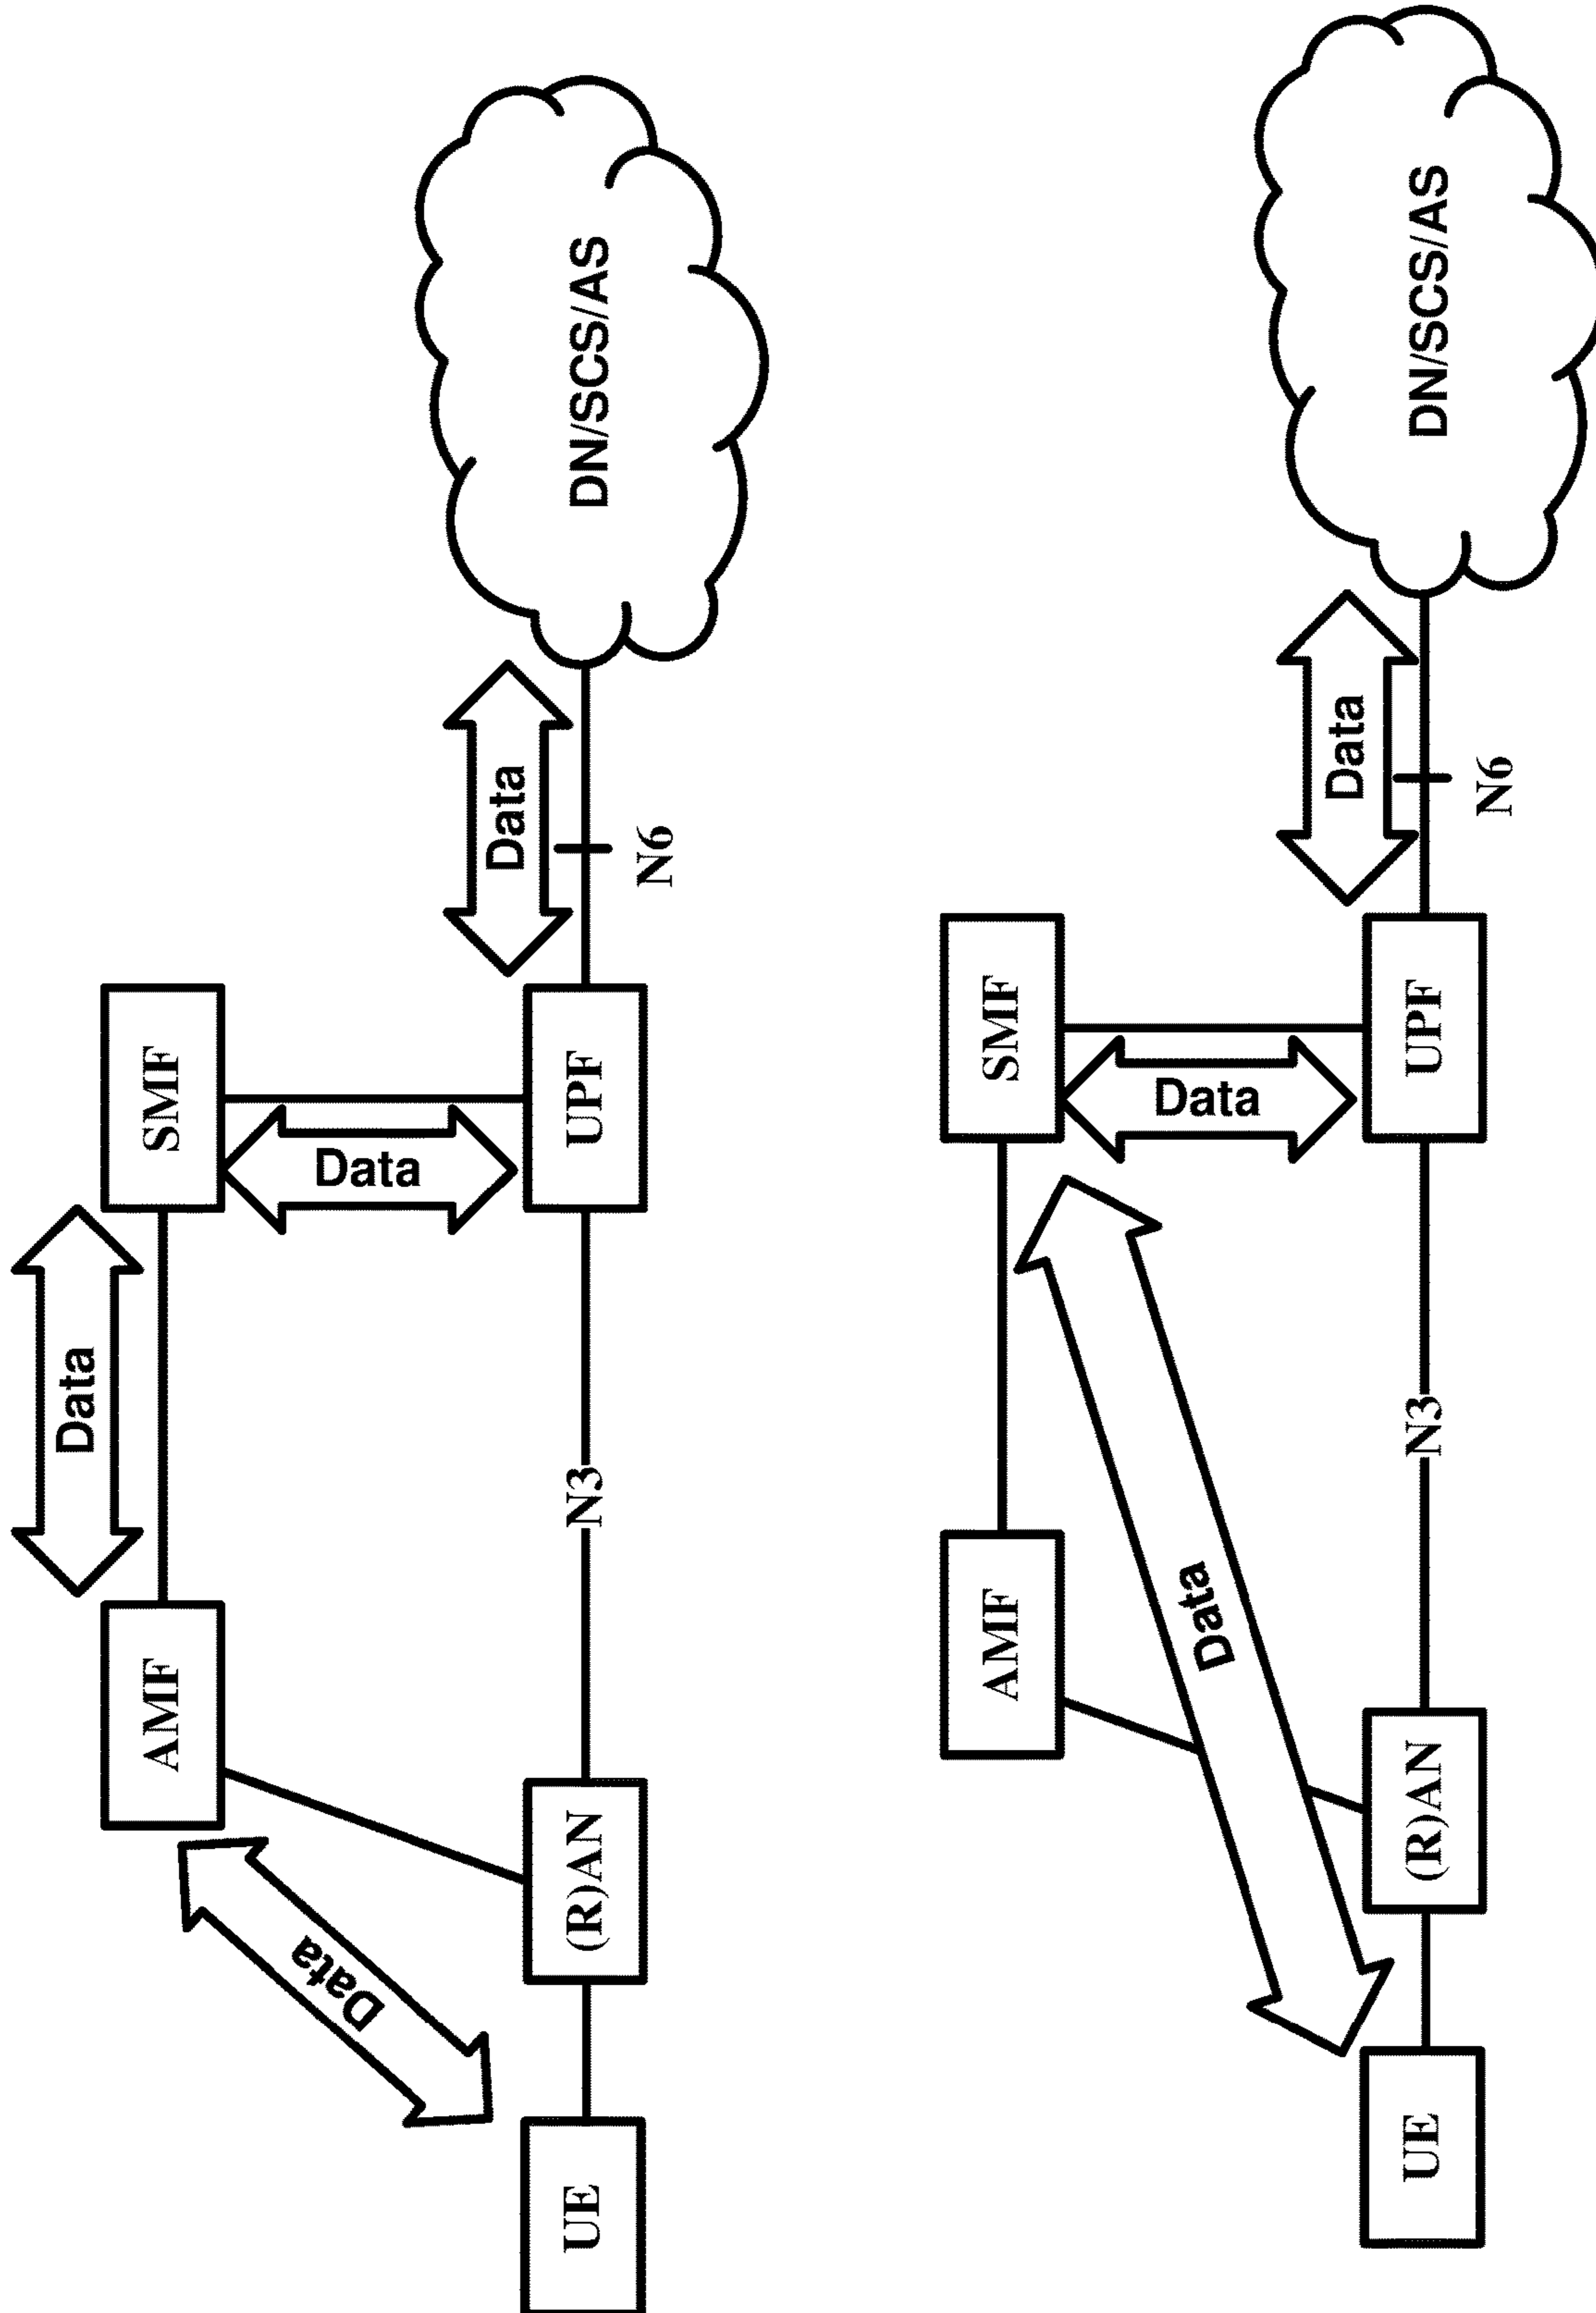 SMF
AMF
Data
Data
Data
Data
UE
(R)AN
N3
UPF
N6
DN/SCS/AS
SMF
AMF
Data
Data
Data
UE
(R)AN
N3
UPF
N6
DN/SCS/AS